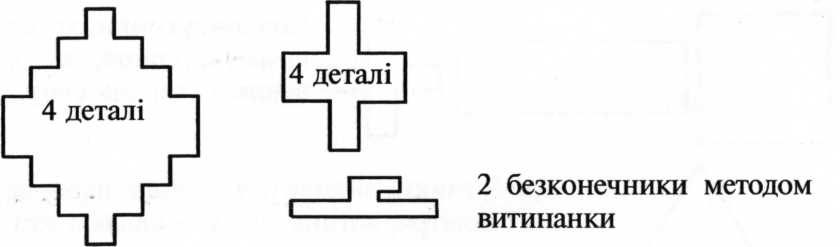 4 деталі
4 деталі
2 безконечники методом
витинанки